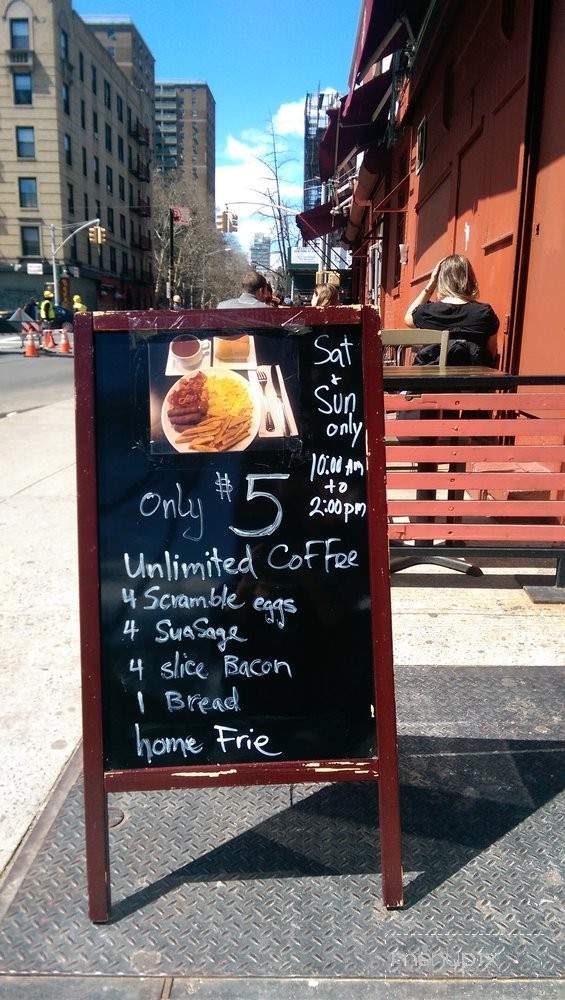 Sat
+
Sun
only
10:00 Am
to
2:00 pm
only $5
Unlimited Coffee
4 Scramble eggs
4 Suasage
4 slice Bacon
1 Bread
home Frie
menupix